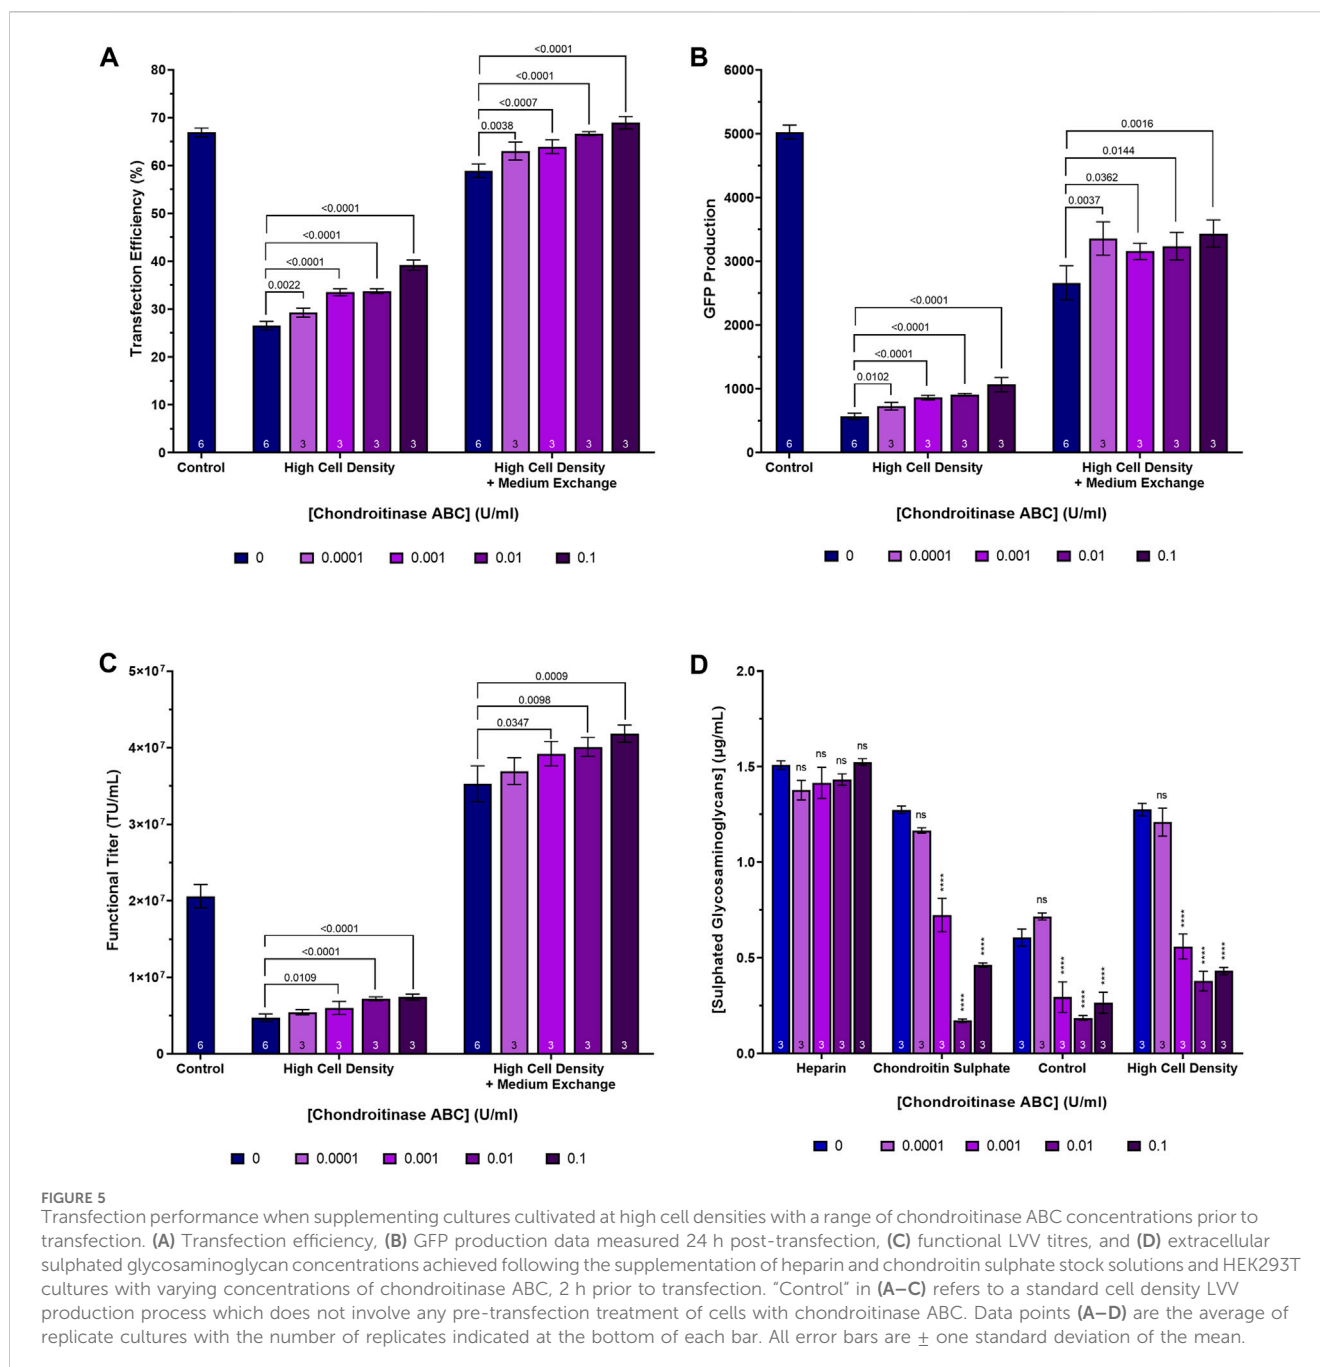 A
B
Transfection Efficiency (%)
80
70
60
50
40
30
20
10
0
<0.0001
<0.0001
<0.0007
0.0038
<0.0001
<0.0001
<0.0001
0.0022
6 6 3 3 3 3 6 3 3 3 3
Control High Cell Density High Cell Density
+ Medium Exchange
[Chondroitinase ABC] (U/ml)
0 0.0001 0.001 0.01 0.1
GFP Production
6000
5000
4000
3000
2000
1000
0
0.0016
0.0144
0.0362
0.0037
<0.0001
<0.0001
<0.0001
0.0102
6 6 3 3 3 3 6 3 3 3 3
Control High Cell Density High Cell Density
+ Medium Exchange
[Chondroitinase ABC] (U/ml)
0 0.0001 0.001 0.01 0.1
C
Functional Titer (TU/mL)
5×10⁷
4×10⁷
3×10⁷
2×10⁷
1×10⁷
0
0.0009
0.0098
0.0347
<0.0001
<0.0001
0.0109
6 6 3 3 3 3 6 3 3 3 3
Control High Cell Density High Cell Density
+ Medium Exchange
[Chondroitinase ABC] (U/ml)
0 0.0001 0.001 0.01 0.1
D
[Sulphated Glycosaminoglycans] (µg/mL)
2.0
1.5
1.0
0.5
0.0
ns ns ns ns
ns **** **** ****
ns **** **** ****
ns **** **** ****
3 3 3 3 3 3 3 3 3 3 3 3 3 3 3 3 3 3 3 3
Heparin Chondroitin Sulphate Control High Cell Density
[Chondroitinase ABC] (U/ml)
0 0.0001 0.001 0.01 0.1
FIGURE 5
Transfection performance when supplementing cultures cultivated at high cell densities with a range of chondroitinase ABC concentrations prior to
transfection. (A) Transfection efficiency, (B) GFP production data measured 24 h post-transfection, (C) functional LVV titres, and (D) extracellular
sulphated glycosaminoglycan concentrations achieved following the supplementation of heparin and chondroitin sulphate stock solutions and HEK293T
cultures with varying concentrations of chondroitinase ABC, 2 h prior to transfection. “Control” in (A–C) refers to a standard cell density LVV
production process which does not involve any pre-transfection treatment of cells with chondroitinase ABC. Data points (A–D) are the average of
replicate cultures with the number of replicates indicated at the bottom of each bar. All error bars are ± one standard deviation of the mean.